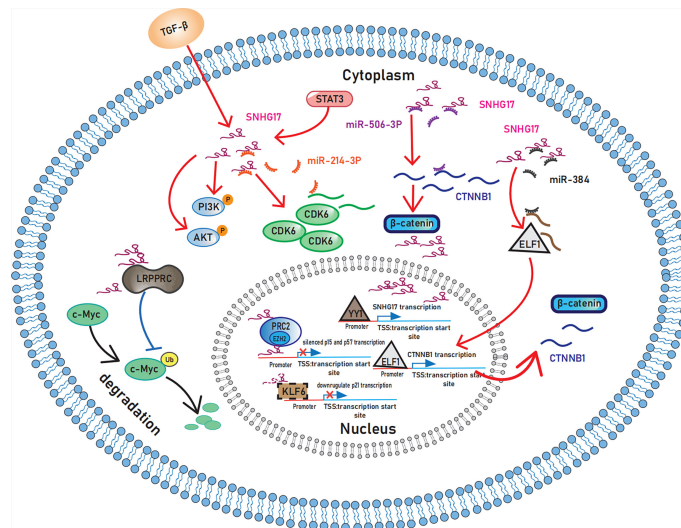 TGF-β
Cytoplasm
STAT3
SNHG17
SNHG17
miR-506-3P
SNHG17
miR-214-3P
miR-384
CTNNB1
PI3K
P
AKT
P
CDK6
CDK6
CDK6
β-catenin
ELF1
LRPPRC
c-Myc
c-Myc
Ub
degradation
YY1
SNHG17 transcription
Promoter
TSS:transcription start
site
PRC2
EZH2
silenced p15 and p57 transcription
Promoter
TSS:transcription start
site
ELF1
CTNNB1 transcription
Promoter
TSS:transcription start
site
KLF6
downregulate p21 transcription
Promoter
TSS:transcription start
site
Nucleus
β-catenin
CTNNB1